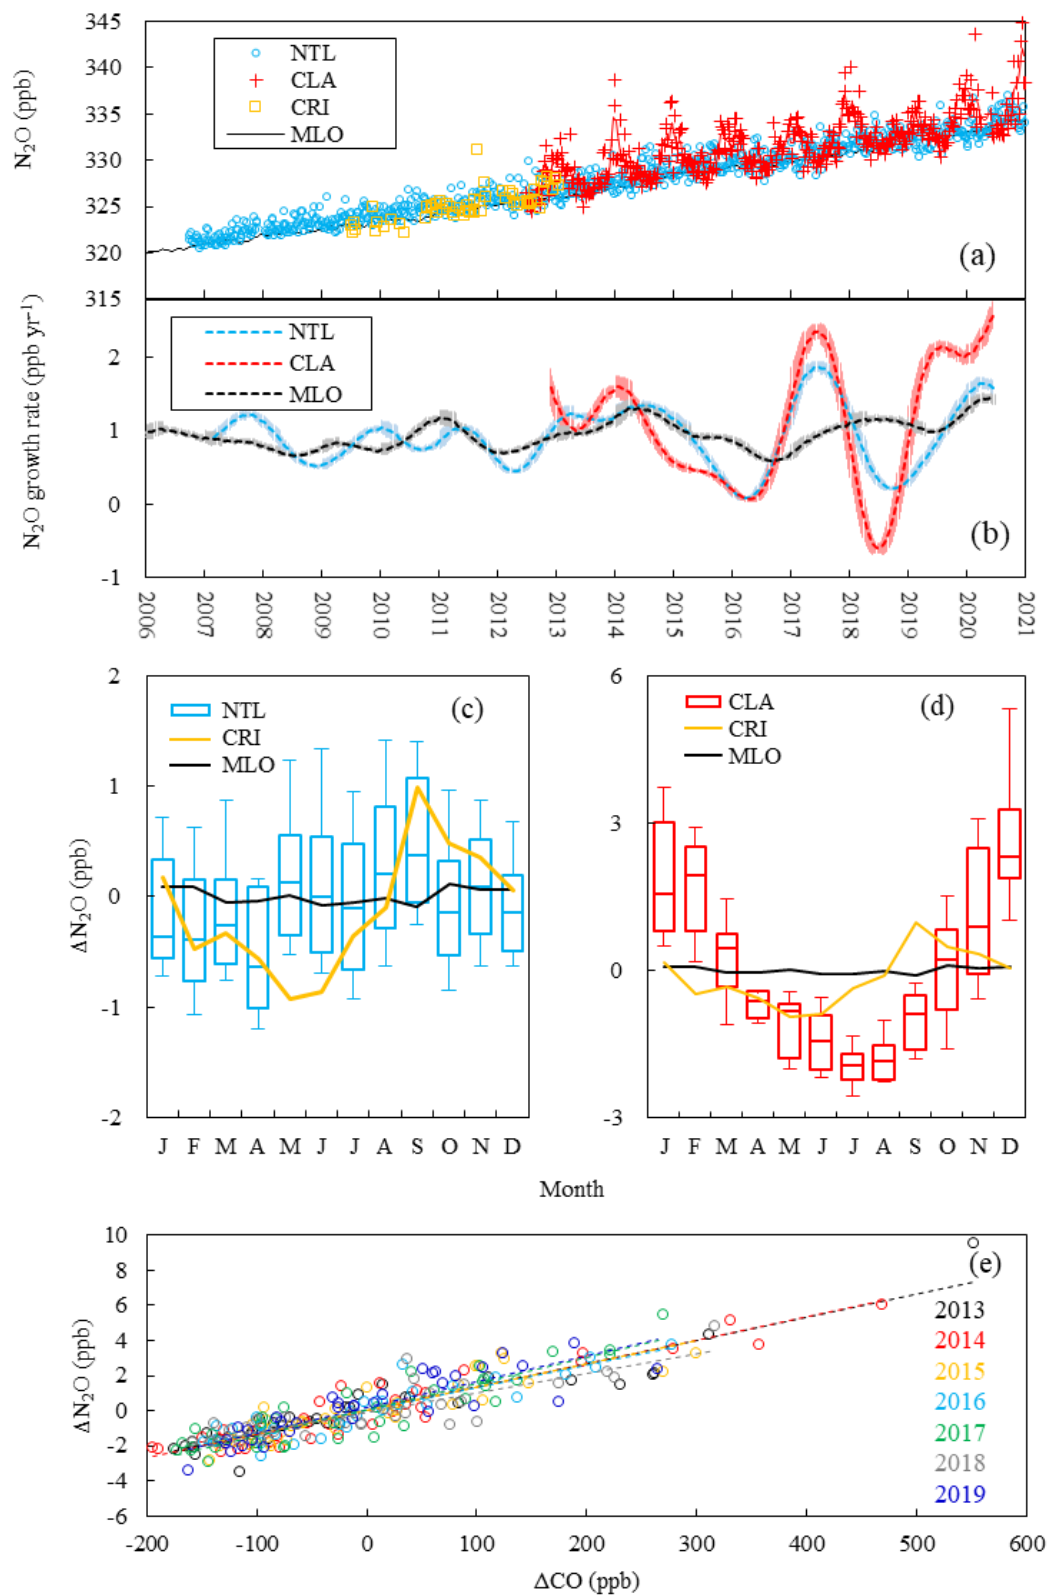 345
340
335
330
325
320
315
N₂O (ppb)
NTL
CLA
CRI
MLO
(a)
2
1
0
-1
N₂O growth rate (ppb yr⁻¹)
NTL
CLA
MLO
(b)
2006 2007 2008 2009 2010 2011 2012 2013 2014 2015 2016 2017 2018 2019 2020 2021
2
1
0
-1
-2
ΔN₂O (ppb)
NTL
CRI
MLO
(c)
J F M A M J J A S O N D
6
3
0
-3
CLA
CRI
MLO
(d)
J F M A M J J A S O N D
Month
10
8
6
4
2
0
-2
-4
-6
ΔN₂O (ppb)
(e)
2013
2014
2015
2016
2017
2018
2019
-200 -100 0 100 200 300 400 500 600
ΔCO (ppb)